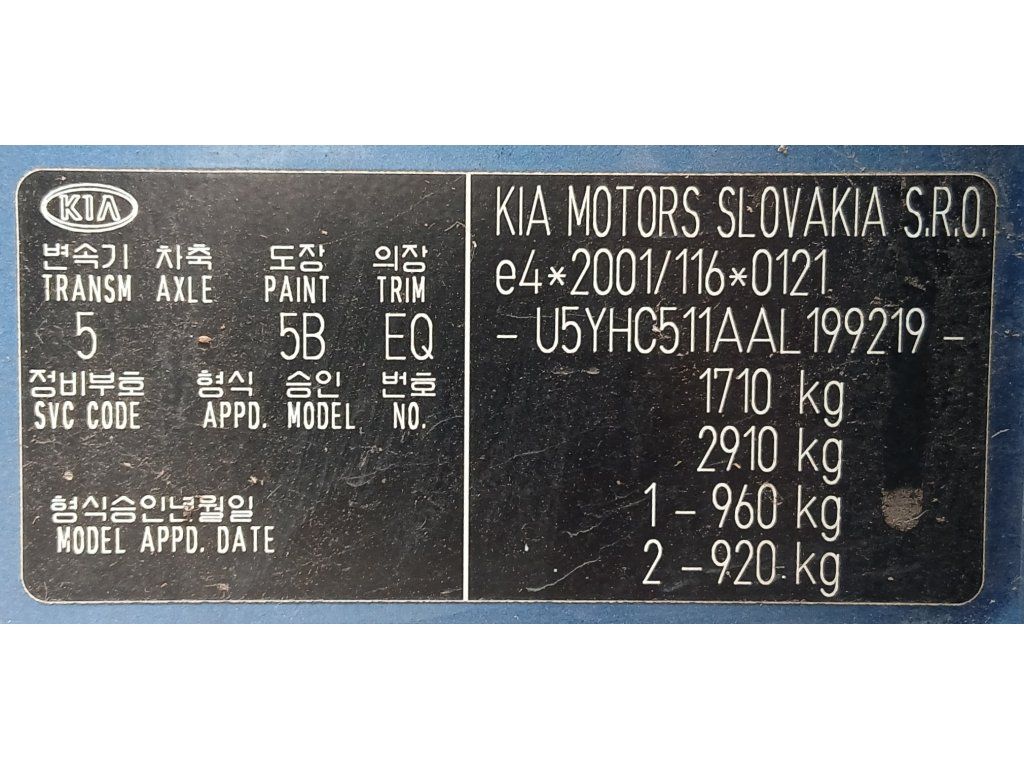 KIA
변속기 차축 도장 의장
TRANSM AXLE PAINT TRIM
5 5B EQ
정비부호 형식 승인 번호
SVC CODE APPD. MODEL NO.
형식승인년월일
MODEL APPD. DATE
KIA MOTORS SLOVAKIA S.R.O.
e4*2001/116*0121
- U5YHC511AAL199219 -
1710 kg
2910 kg
1 - 960 kg
2 - 920 kg